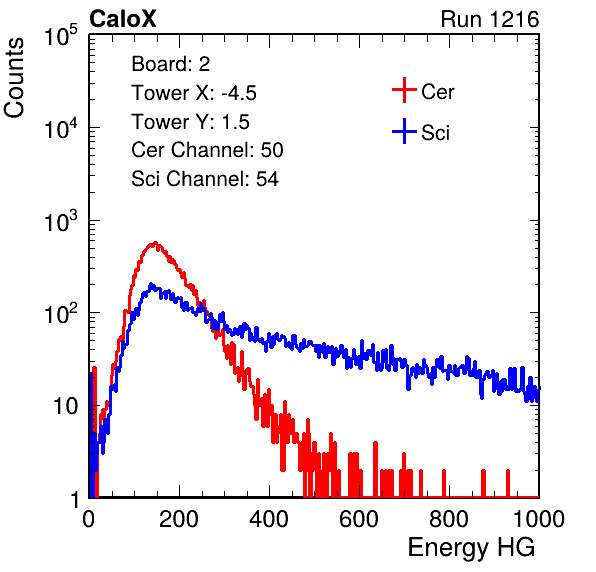 CaloX Run 1216
Counts
10^5
10^4
10^3
10^2
10
1
Board: 2
Tower X: -4.5
Tower Y: 1.5
Cer Channel: 50
Sci Channel: 54
Cer
Sci
0 200 400 600 800 1000
Energy HG